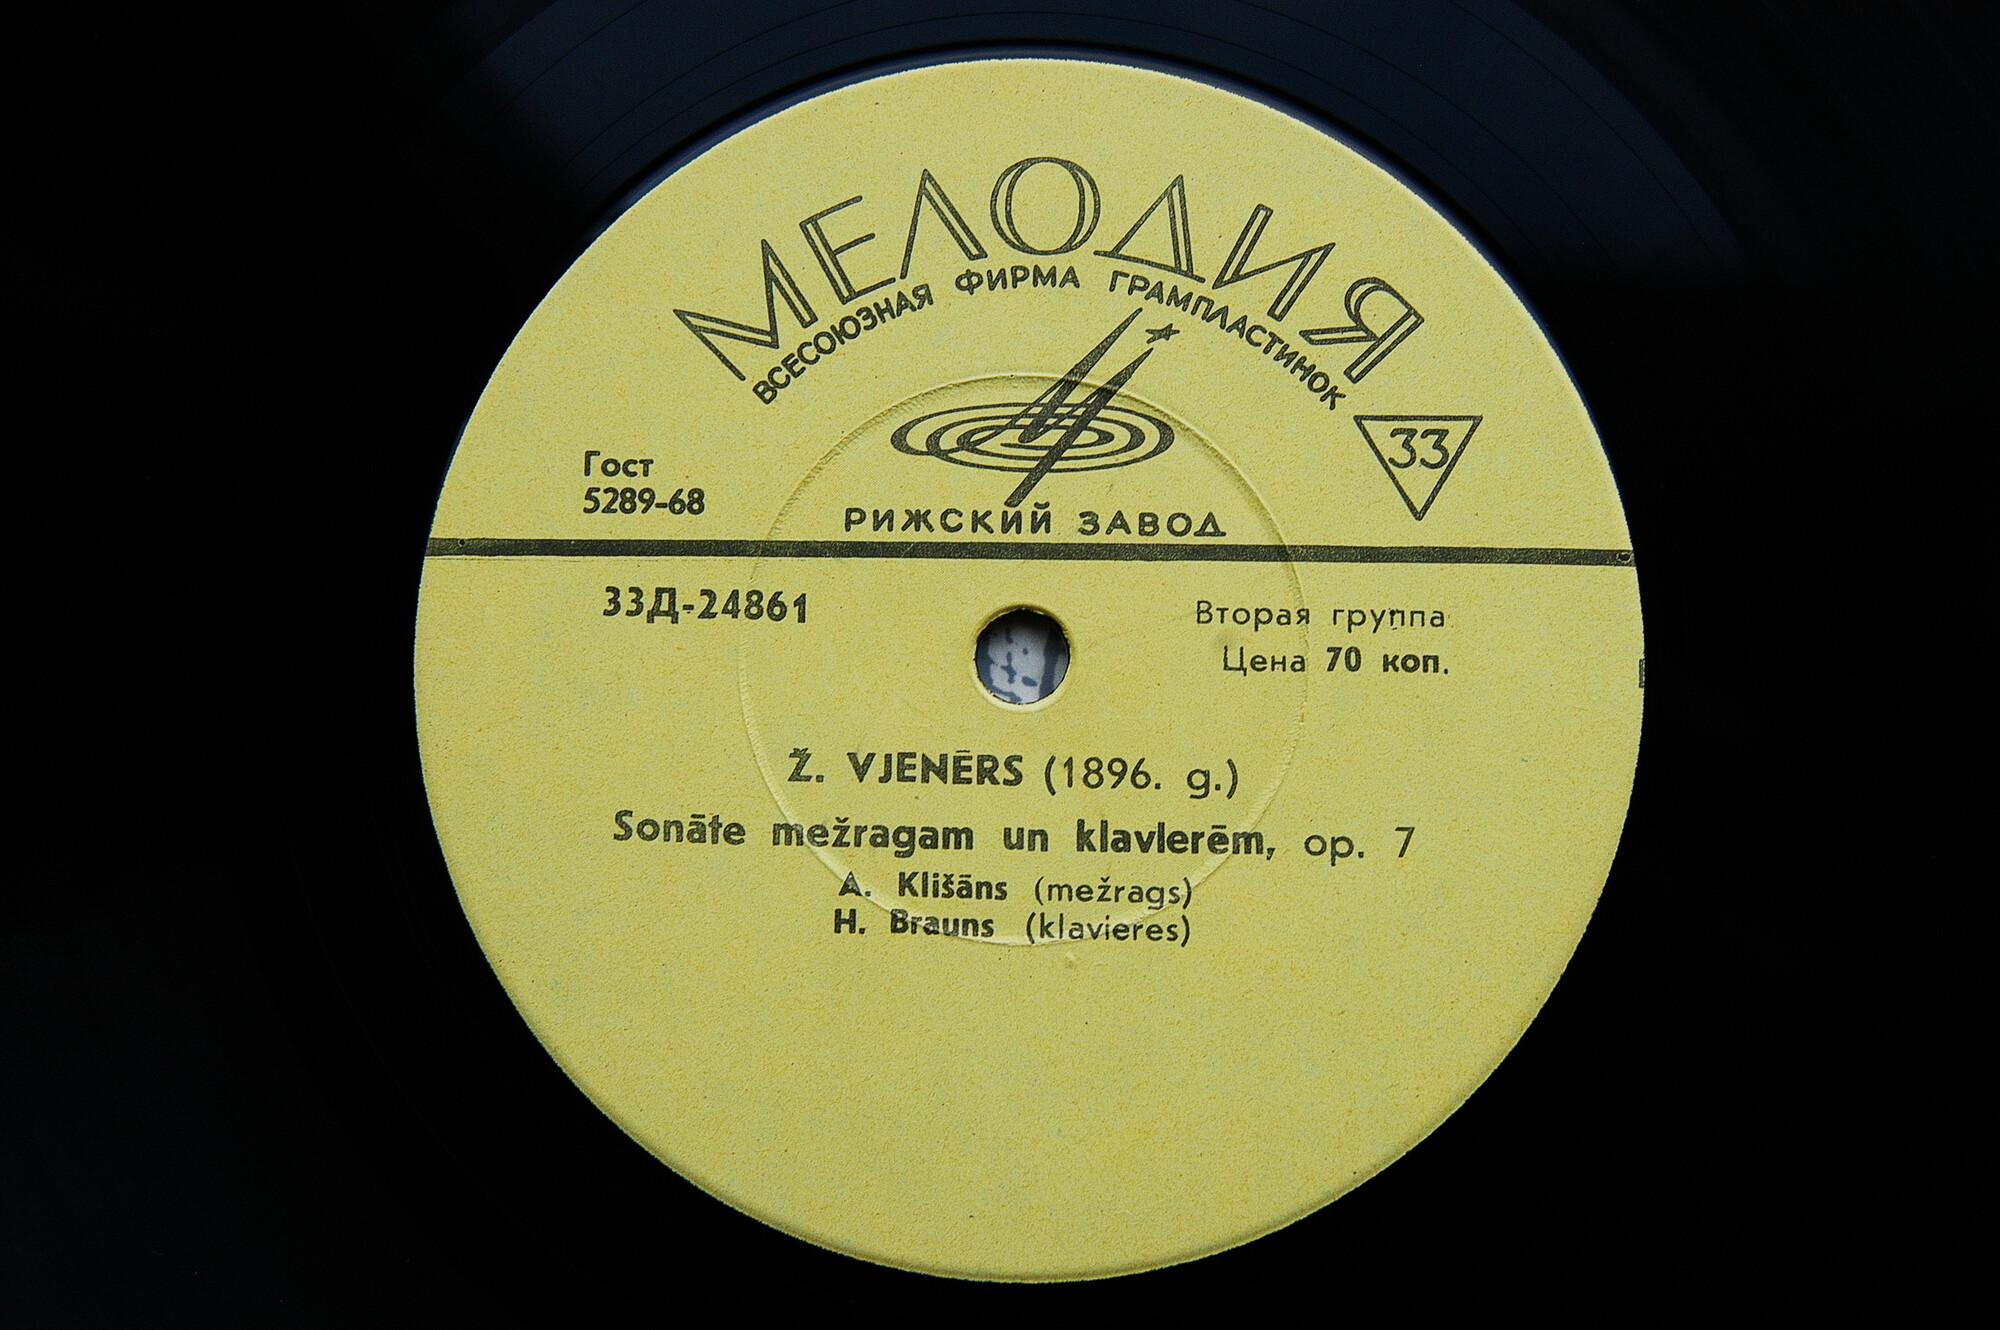 МЕЛОДИЯ
ВСЕСОЮЗНАЯ ФИРМА ГРАМПЛАСТИНОК
33
Гост
5289-68
РИЖСКИЙ ЗАВОД
33Д-24861
Вторая группа
Цена 70 коп.
Ž. VJENĒRS (1896. g.)
Sonāte mežragam un klavierēm, op. 7
A. Klišāns (mežrags)
H. Brauns (klavieres)